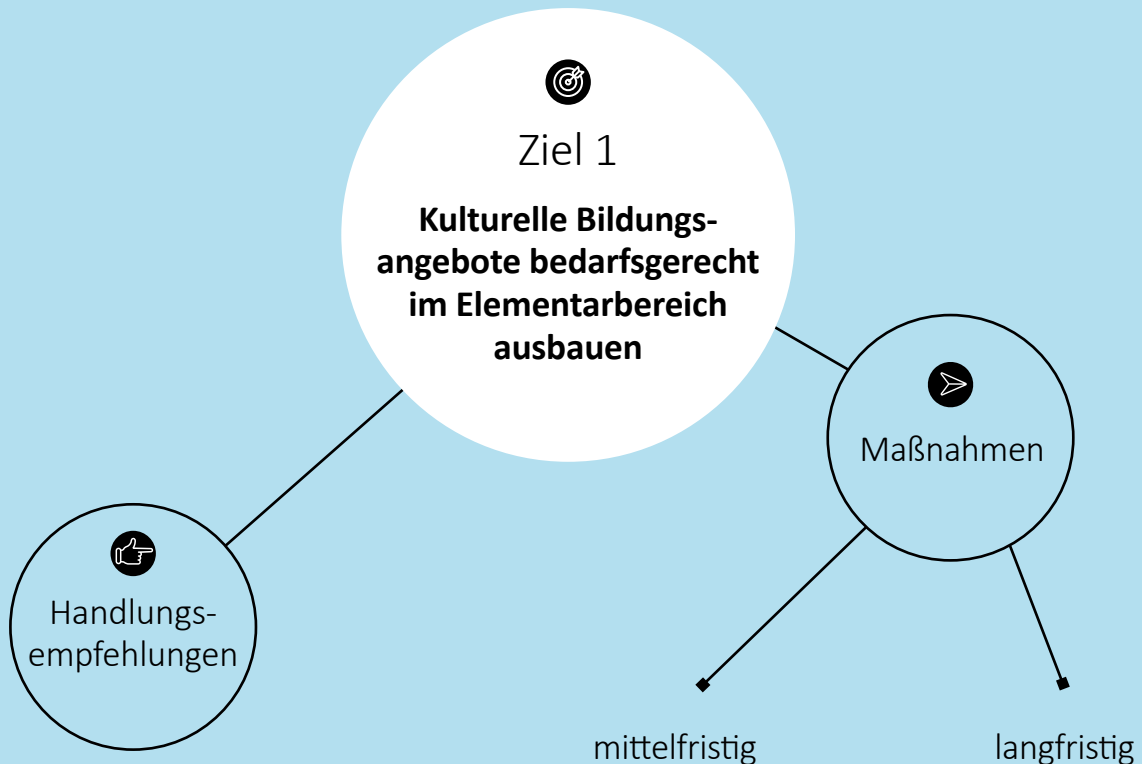 Ziel 1
Kulturelle Bildungs-
angebote bedarfsgerecht
im Elementarbereich
ausbauen
Maßnahmen
Handlungs-
empfehlungen
mittelfristig
langfristig